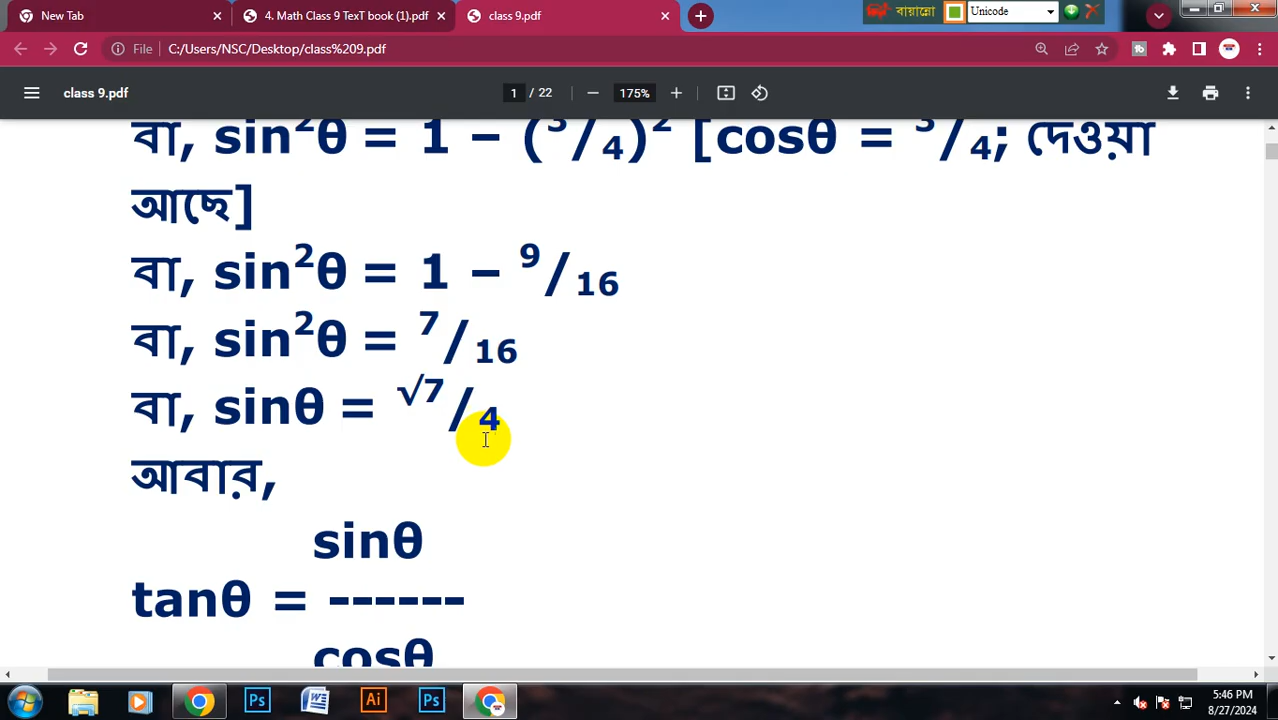 New Tab
4. Math Class 9 TexT book (1).pdf
class 9.pdf
বায়ান্নো
Unicode
File
C:/Users/NSC/Desktop/class%209.pdf
class 9.pdf
1 / 22
175%
বা, sin²θ = 1 – (³/₄)² [cosθ = ³/₄; দেওয়া
আছে]
বা, sin²θ = 1 – ⁹/₁₆
বা, sin²θ = ⁷/₁₆
বা, sinθ = √7/₄
আবার,
sinθ
tanθ = ------
cosθ
Ps
W
Ai
Ps
5:46 PM
8/27/2024